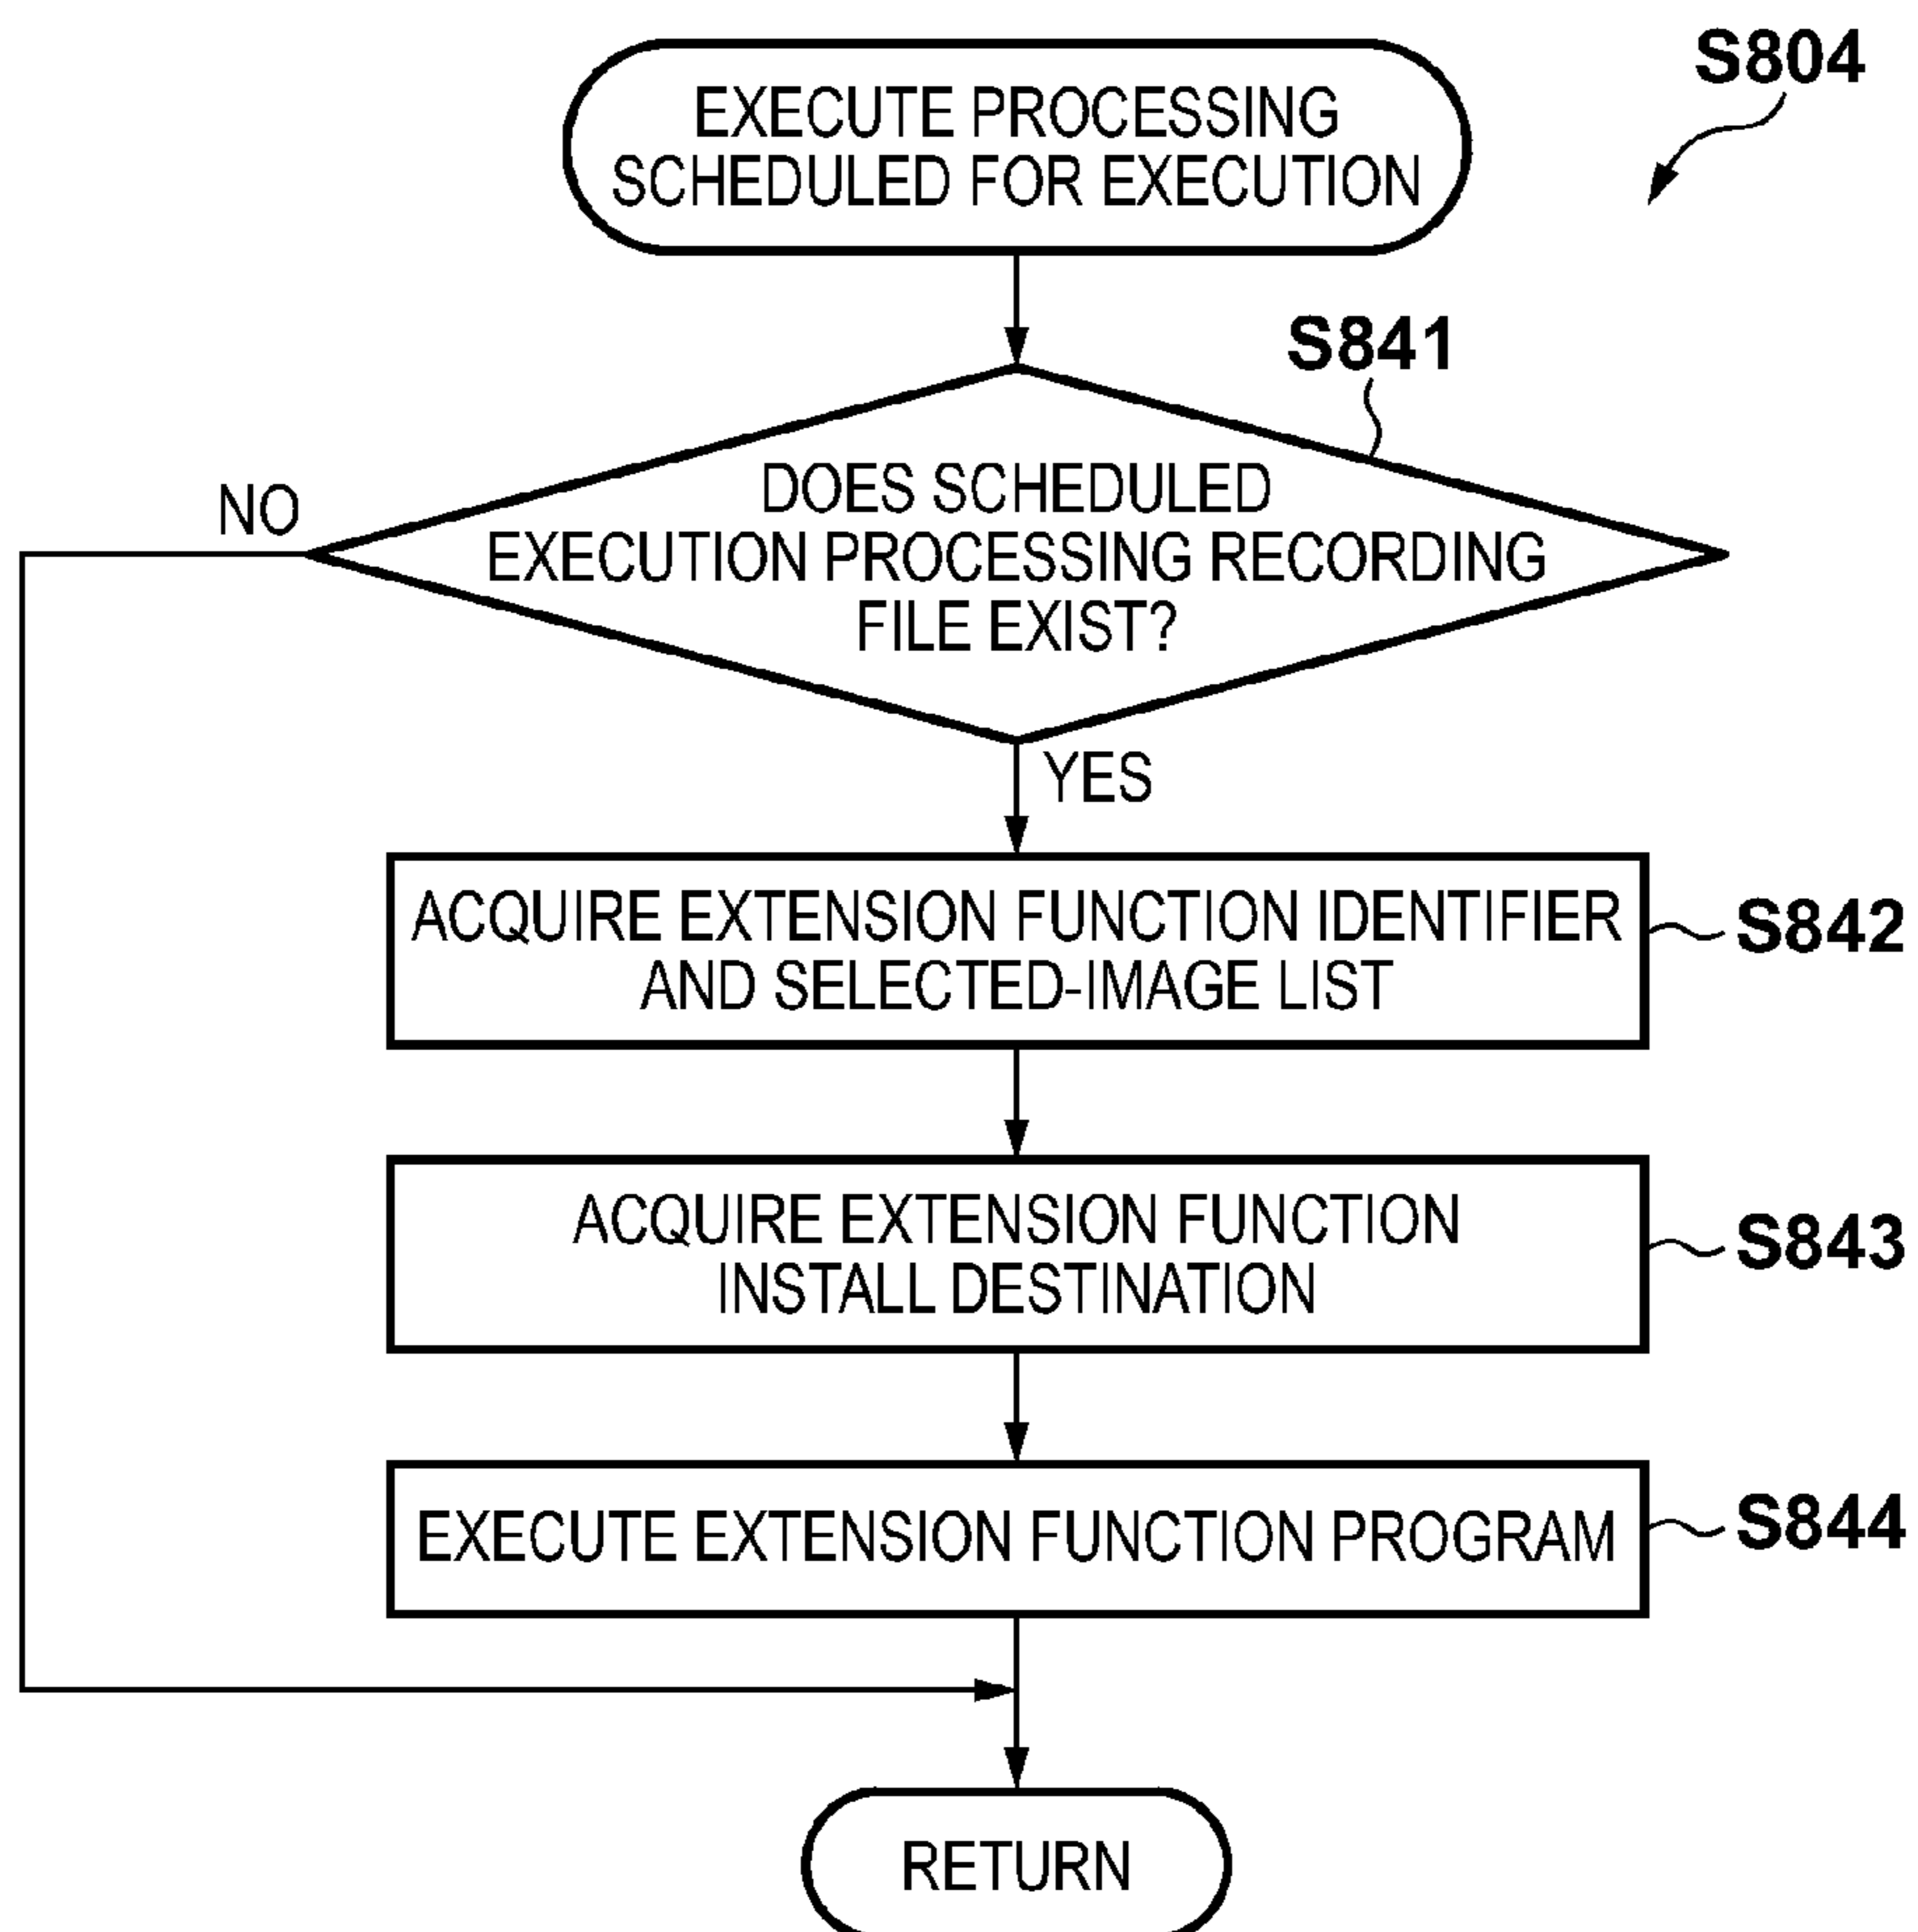 S804
EXECUTE PROCESSING
SCHEDULED FOR EXECUTION
S841
DOES SCHEDULED
EXECUTION PROCESSING RECORDING
FILE EXIST?
NO
YES
ACQUIRE EXTENSION FUNCTION IDENTIFIER
AND SELECTED-IMAGE LIST
S842
ACQUIRE EXTENSION FUNCTION
INSTALL DESTINATION
S843
EXECUTE EXTENSION FUNCTION PROGRAM
S844
RETURN